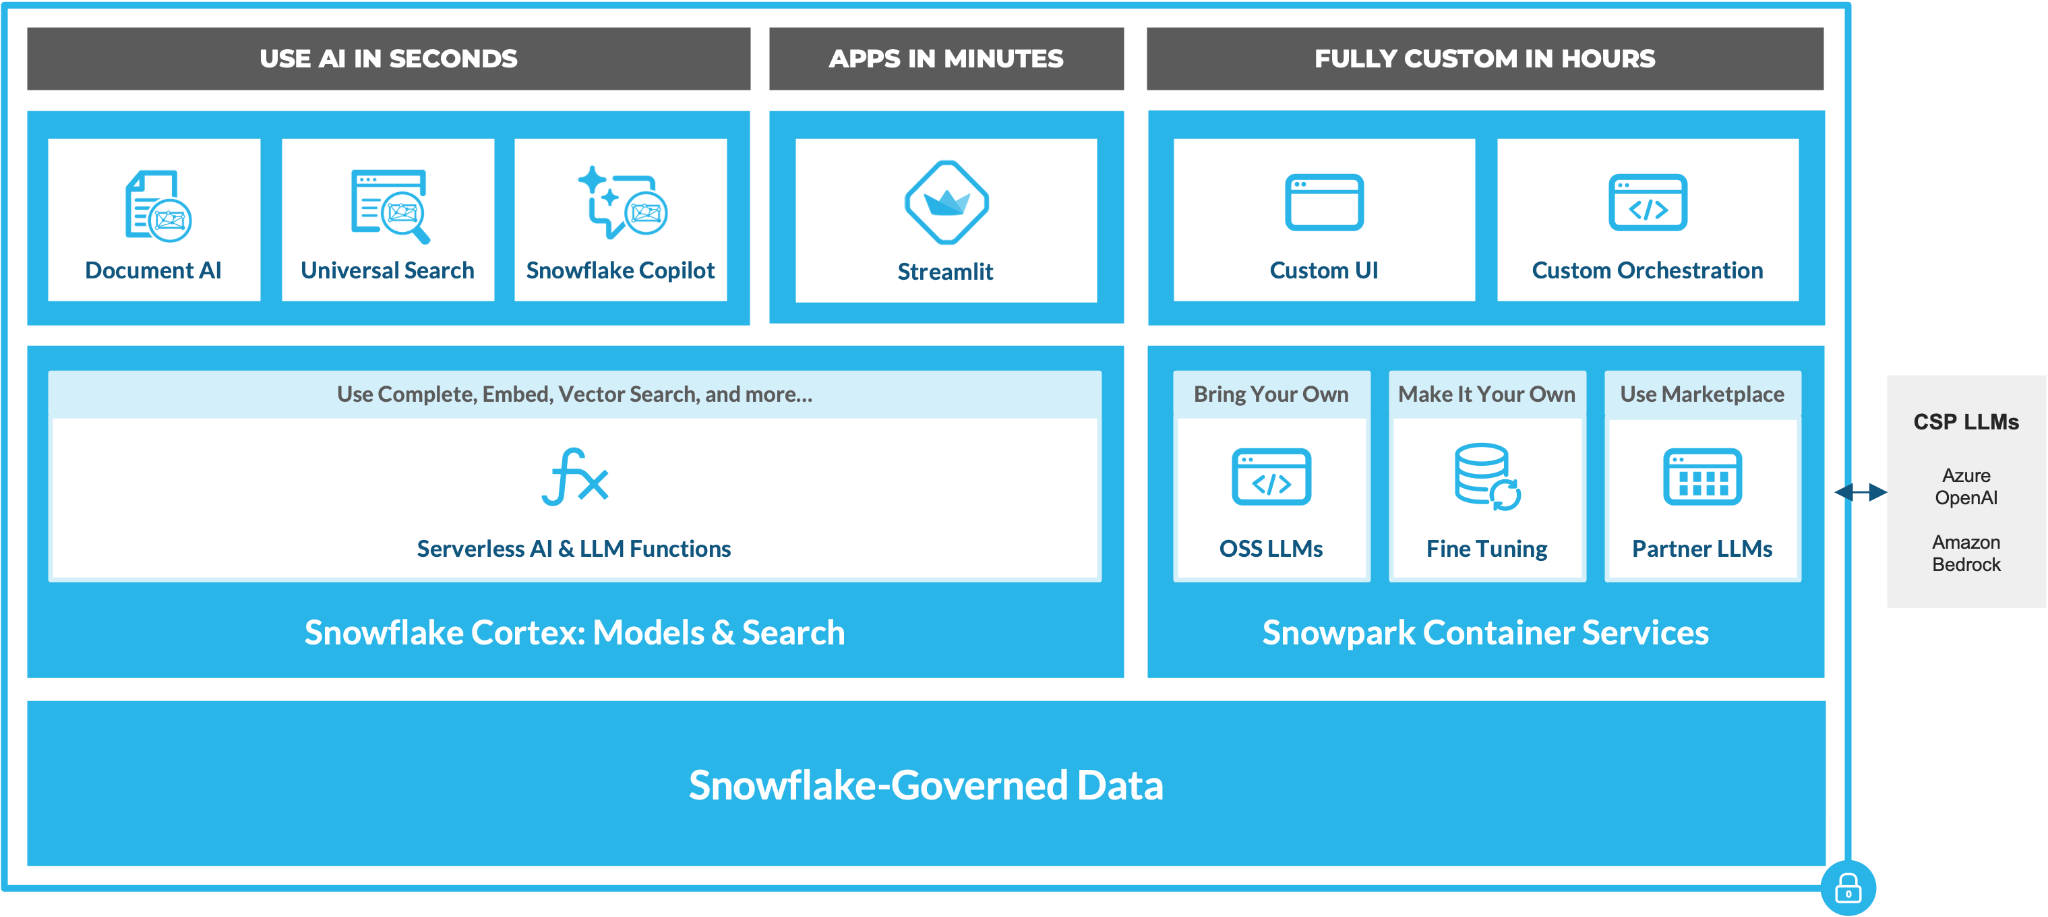 USE AI IN SECONDS
APPS IN MINUTES
FULLY CUSTOM IN HOURS
Document AI
Universal Search
Snowflake Copilot
Streamlit
Custom UI
Custom Orchestration
Use Complete, Embed, Vector Search, and more...
Serverless AI & LLM Functions
Snowflake Cortex: Models & Search
Bring Your Own
Make It Your Own
Use Marketplace
OSS LLMs
Fine Tuning
Partner LLMs
Snowpark Container Services
CSP LLMs
Azure
OpenAI
Amazon
Bedrock
Snowflake-Governed Data